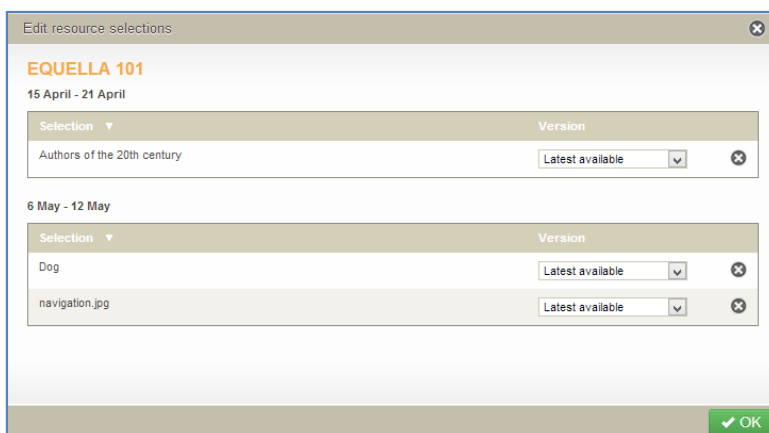 Edit resource selections
EQUELLA 101
15 April - 21 April
Selection ▼ Version
Authors of the 20th century Latest available
6 May - 12 May
Selection ▼ Version
Dog Latest available
navigation.jpg Latest available
OK